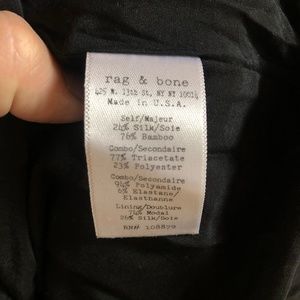 rag & bone
425 W. 13th St, NY NY 10014
Made in U.S.A.
Self/Majeur
24% Silk/Soie
76% Bamboo
Combo/Secondaire
77% Triacetate
23% Polyester
Combo/Secondaire
94% Polyamide
6% Elastane/
Elasthanne
Lining/Doublure
74% Modal
26% Silk/Soie
RN# 108879